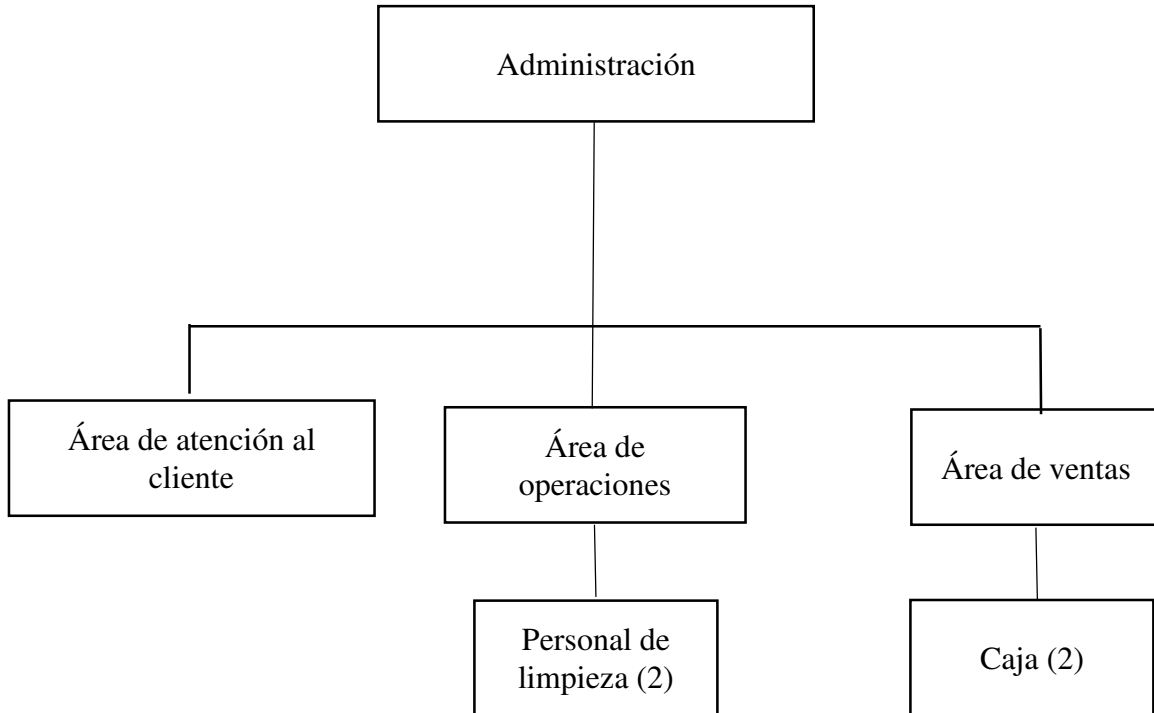 Administración
Área de atención al
cliente
Área de
operaciones
Área de ventas
Personal de
limpieza (2)
Caja (2)